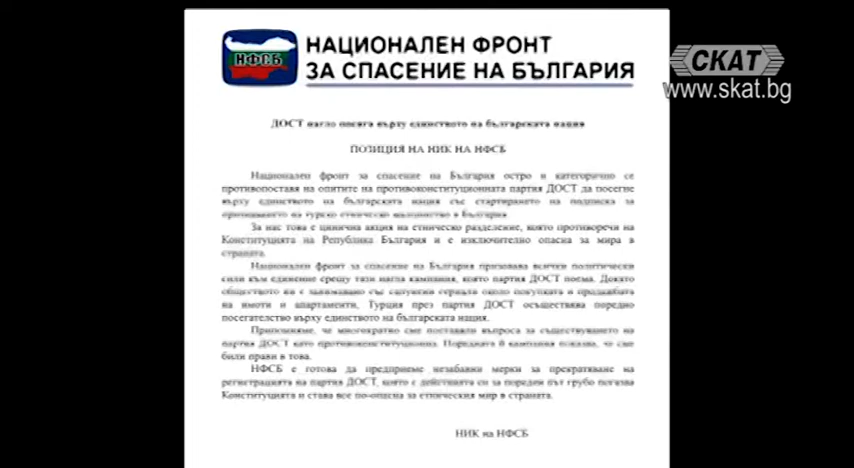 НФСБ
НАЦИОНАЛЕН ФРОНТ
ЗА СПАСЕНИЕ НА БЪЛГАРИЯ
СКАТ
www.skat.bg
ДОСТ нагло посяга върху единството на българската нация
ПОЗИЦИЯ НА НИК НА НФСБ
Национален фронт за спасение на България остро и категорично се
противопоставя на опитите на противоконституционната партия ДОСТ да посегне
върху единството на българската нация със стартирането на подписка за
признаването на турско етническо малцинство в България
За нас това е цинична акция на етническо разделение, която противоречи на
Конституцията на Република България и е изключително опасна за мира в
страната.
Национален фронт за спасение на България призовава всички политически
сили към единение срещу тази нагла кампания, която партия ДОСТ поема. Докато
обществото ни е занимавано със сапунения сериала около покупката и продажбата
на имоти и апартаменти, Турция през партия ДОСТ осъществява поредно
посегателство върху единството на българската нация.
Припомняме, че многократно сме поставяли въпроса за съществуването на
партия ДОСТ като противоконституционна. Поредната й кампания показва, че сме
били прави в това.
НФСБ е готова да предприеме незабавни мерки за прекратяване на
регистрацията на партия ДОСТ, която с действията си за пореден път грубо погазва
Конституцията и става все по-опасна за етническия мир в страната.
НИК на НФСБ